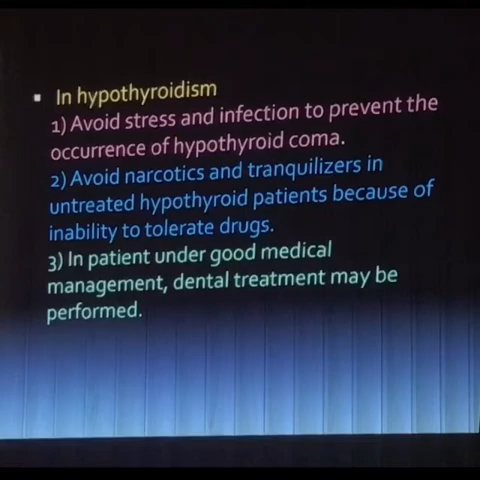 ▪ In hypothyroidism
1) Avoid stress and infection to prevent the
occurrence of hypothyroid coma.
2) Avoid narcotics and tranquilizers in
untreated hypothyroid patients because of
inability to tolerate drugs.
3) In patient under good medical
management, dental treatment may be
performed.